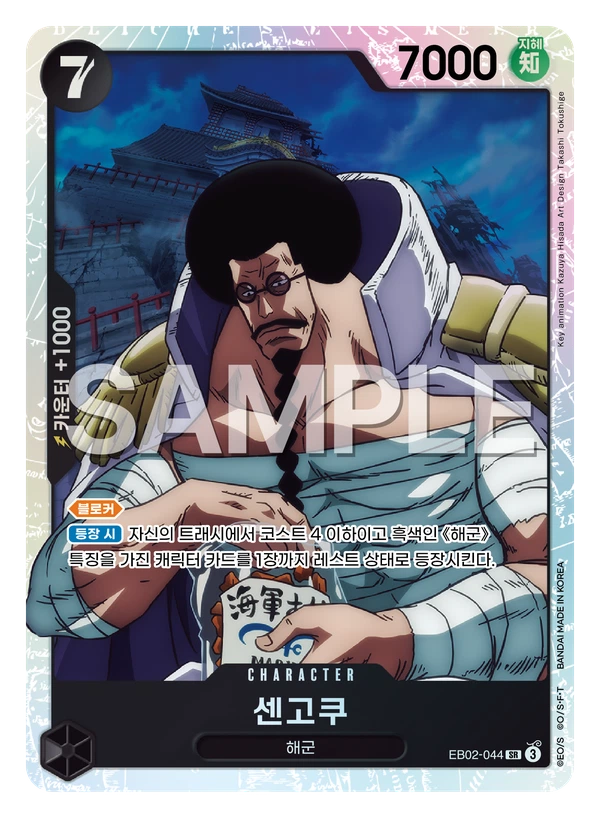 7
7000
지혜
知
Key animation Kazuya Hisada Art Design Takashi Tokushige
카운터 +1000
SAMPLE
블로커
등장 시 자신의 트래시에서 코스트 4 이하이고 흑색인 《해군》
특징을 가진 캐릭터 카드를 1장까지 레스트 상태로 등장시킨다.
海軍
CHARACTER
센고쿠
해군
EB02-044 SR 3
©EO/S ©O/S·F·T BANDAI MADE IN KOREA